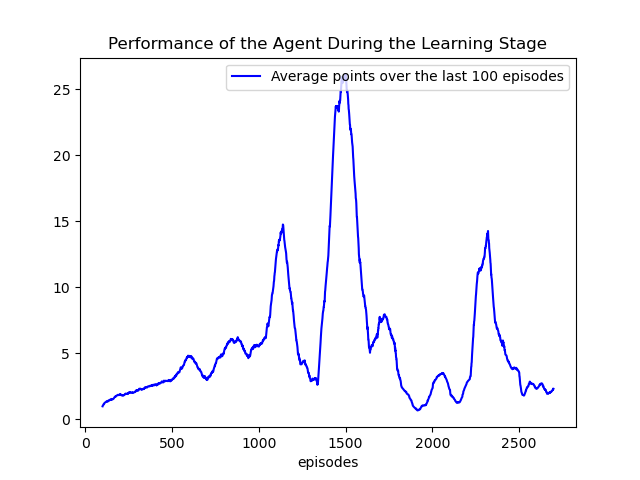 Performance of the Agent During the Learning Stage
Average points over the last 100 episodes
25
20
15
10
5
0
0 500 1000 1500 2000 2500
episodes